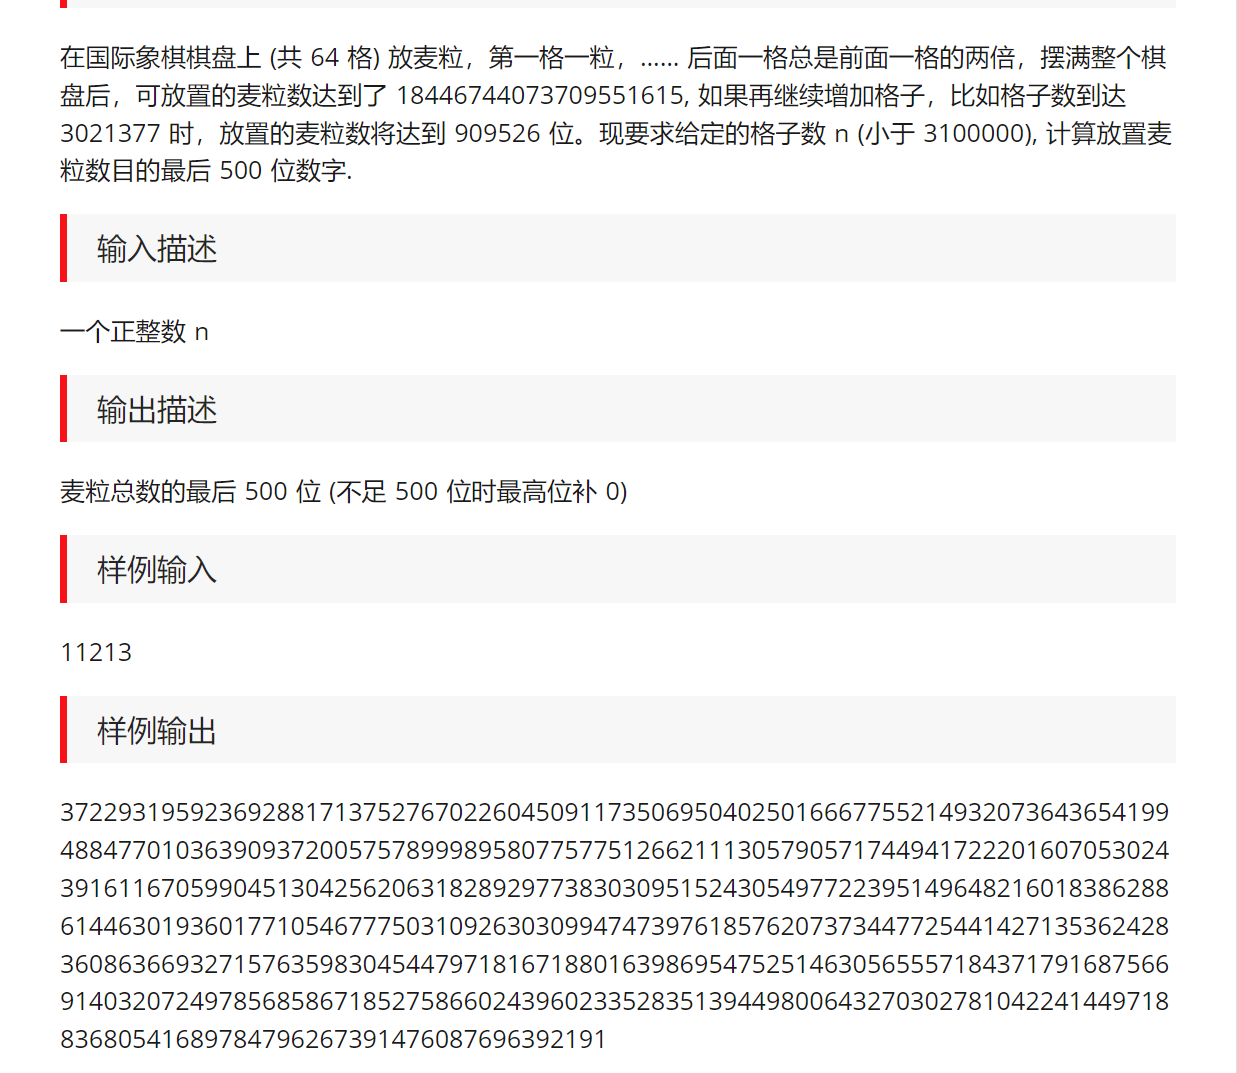 在国际象棋棋盘上 (共 64 格) 放麦粒，第一格一粒，…… 后面一格总是前面一格的两倍，摆满整个棋
盘后，可放置的麦粒数达到了 18446744073709551615, 如果再继续增加格子，比如格子数到达
3021377 时，放置的麦粒数将达到 909526 位。现要求给定的格子数 n (小于 3100000), 计算放置麦
粒数目的最后 500 位数字.
输入描述
一个正整数 n
输出描述
麦粒总数的最后 500 位 (不足 500 位时最高位补 0)
样例输入
11213
样例输出
37229319592369288171375276702260450911735069504025016667755214932073643654199
48847701036390937200575789998958077577512662111305790571744941722201607053024
39161167059904513042562063182892977383030951524305497722395149648216018386288
61446301936017710546777503109263030994747397618576207373447725441427135362428
36086366932715763598304544797181671880163986954752514630565557184371791687566
91403207249785685867185275866024396023352835139449800643270302781042241449718
83680541689784796267391476087696392191